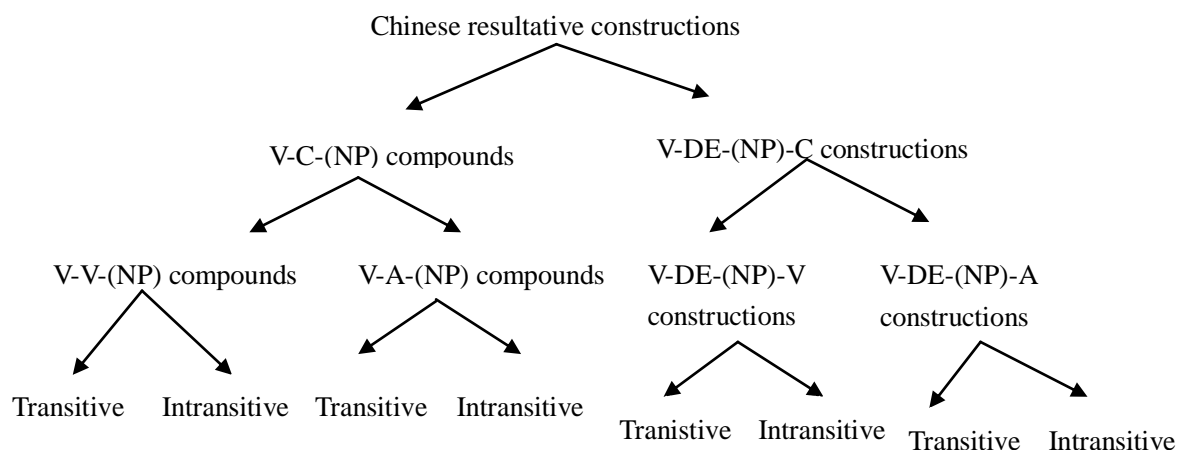 Chinese resultative constructions
V-C-(NP) compounds
V-DE-(NP)-C constructions
V-V-(NP) compounds
V-A-(NP) compounds
V-DE-(NP)-V
constructions
V-DE-(NP)-A
constructions
Transitive
Intransitive
Transitive
Intransitive
Tranistive
Intransitive
Transitive
Intransitive